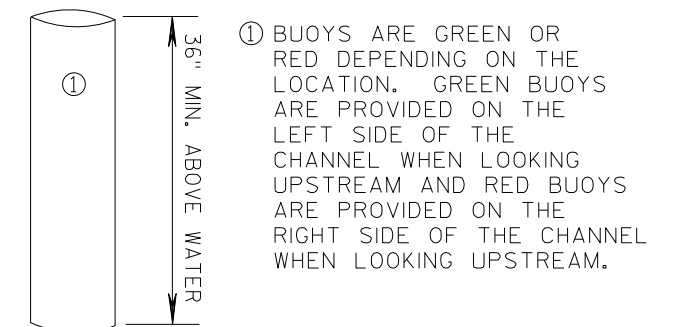 ①
36" MIN. ABOVE WATER
① BUOYS ARE GREEN OR
RED DEPENDING ON THE
LOCATION. GREEN BUOYS
ARE PROVIDED ON THE
LEFT SIDE OF THE
CHANNEL WHEN LOOKING
UPSTREAM AND RED BUOYS
ARE PROVIDED ON THE
RIGHT SIDE OF THE CHANNEL
WHEN LOOKING UPSTREAM.